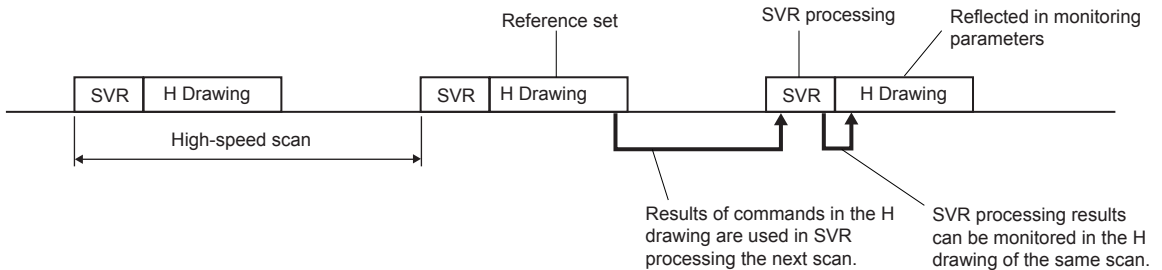 Reference set
SVR processing
Reflected in monitoring
parameters
SVR
H Drawing
SVR
H Drawing
SVR
H Drawing
High-speed scan
Results of commands in the H
drawing are used in SVR
processing the next scan.
SVR processing results
can be monitored in the H
drawing of the same scan.